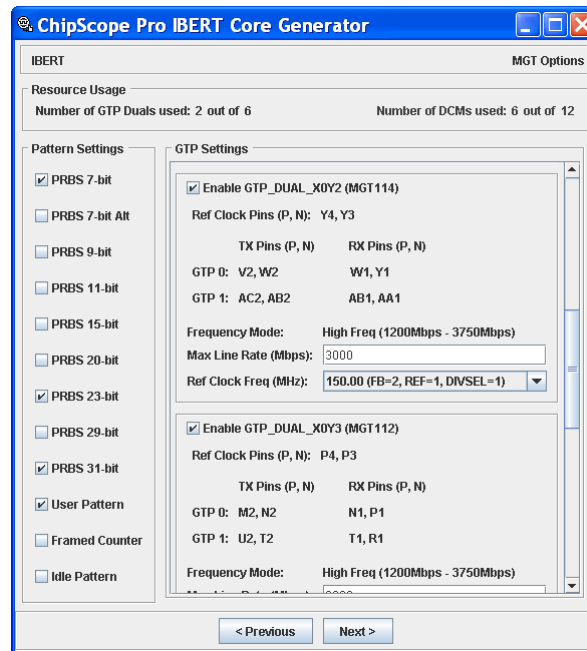 ChipScope Pro IBERT Core Generator
IBERT MGT Options
Resource Usage
Number of GTP Duals used: 2 out of 6 Number of DCMs used: 6 out of 12
Pattern Settings
PRBS 7-bit
PRBS 7-bit Alt
PRBS 9-bit
PRBS 11-bit
PRBS 15-bit
PRBS 20-bit
PRBS 23-bit
PRBS 29-bit
PRBS 31-bit
User Pattern
Framed Counter
Idle Pattern
GTP Settings
Enable GTP_DUAL_X0Y2 (MGT114)
Ref Clock Pins (P, N): Y4, Y3
TX Pins (P, N) RX Pins (P, N)
GTP 0: V2, W2 W1, Y1
GTP 1: AC2, AB2 AB1, AA1
Frequency Mode: High Freq (1200Mbps - 3750Mbps)
Max Line Rate (Mbps): 3000
Ref Clock Freq (MHz): 150.00 (FB=2, REF=1, DIVSEL=1)
Enable GTP_DUAL_X0Y3 (MGT112)
Ref Clock Pins (P, N): P4, P3
TX Pins (P, N) RX Pins (P, N)
GTP 0: M2, N2 N1, P1
GTP 1: U2, T2 T1, R1
Frequency Mode: High Freq (1200Mbps - 3750Mbps)
< Previous Next >